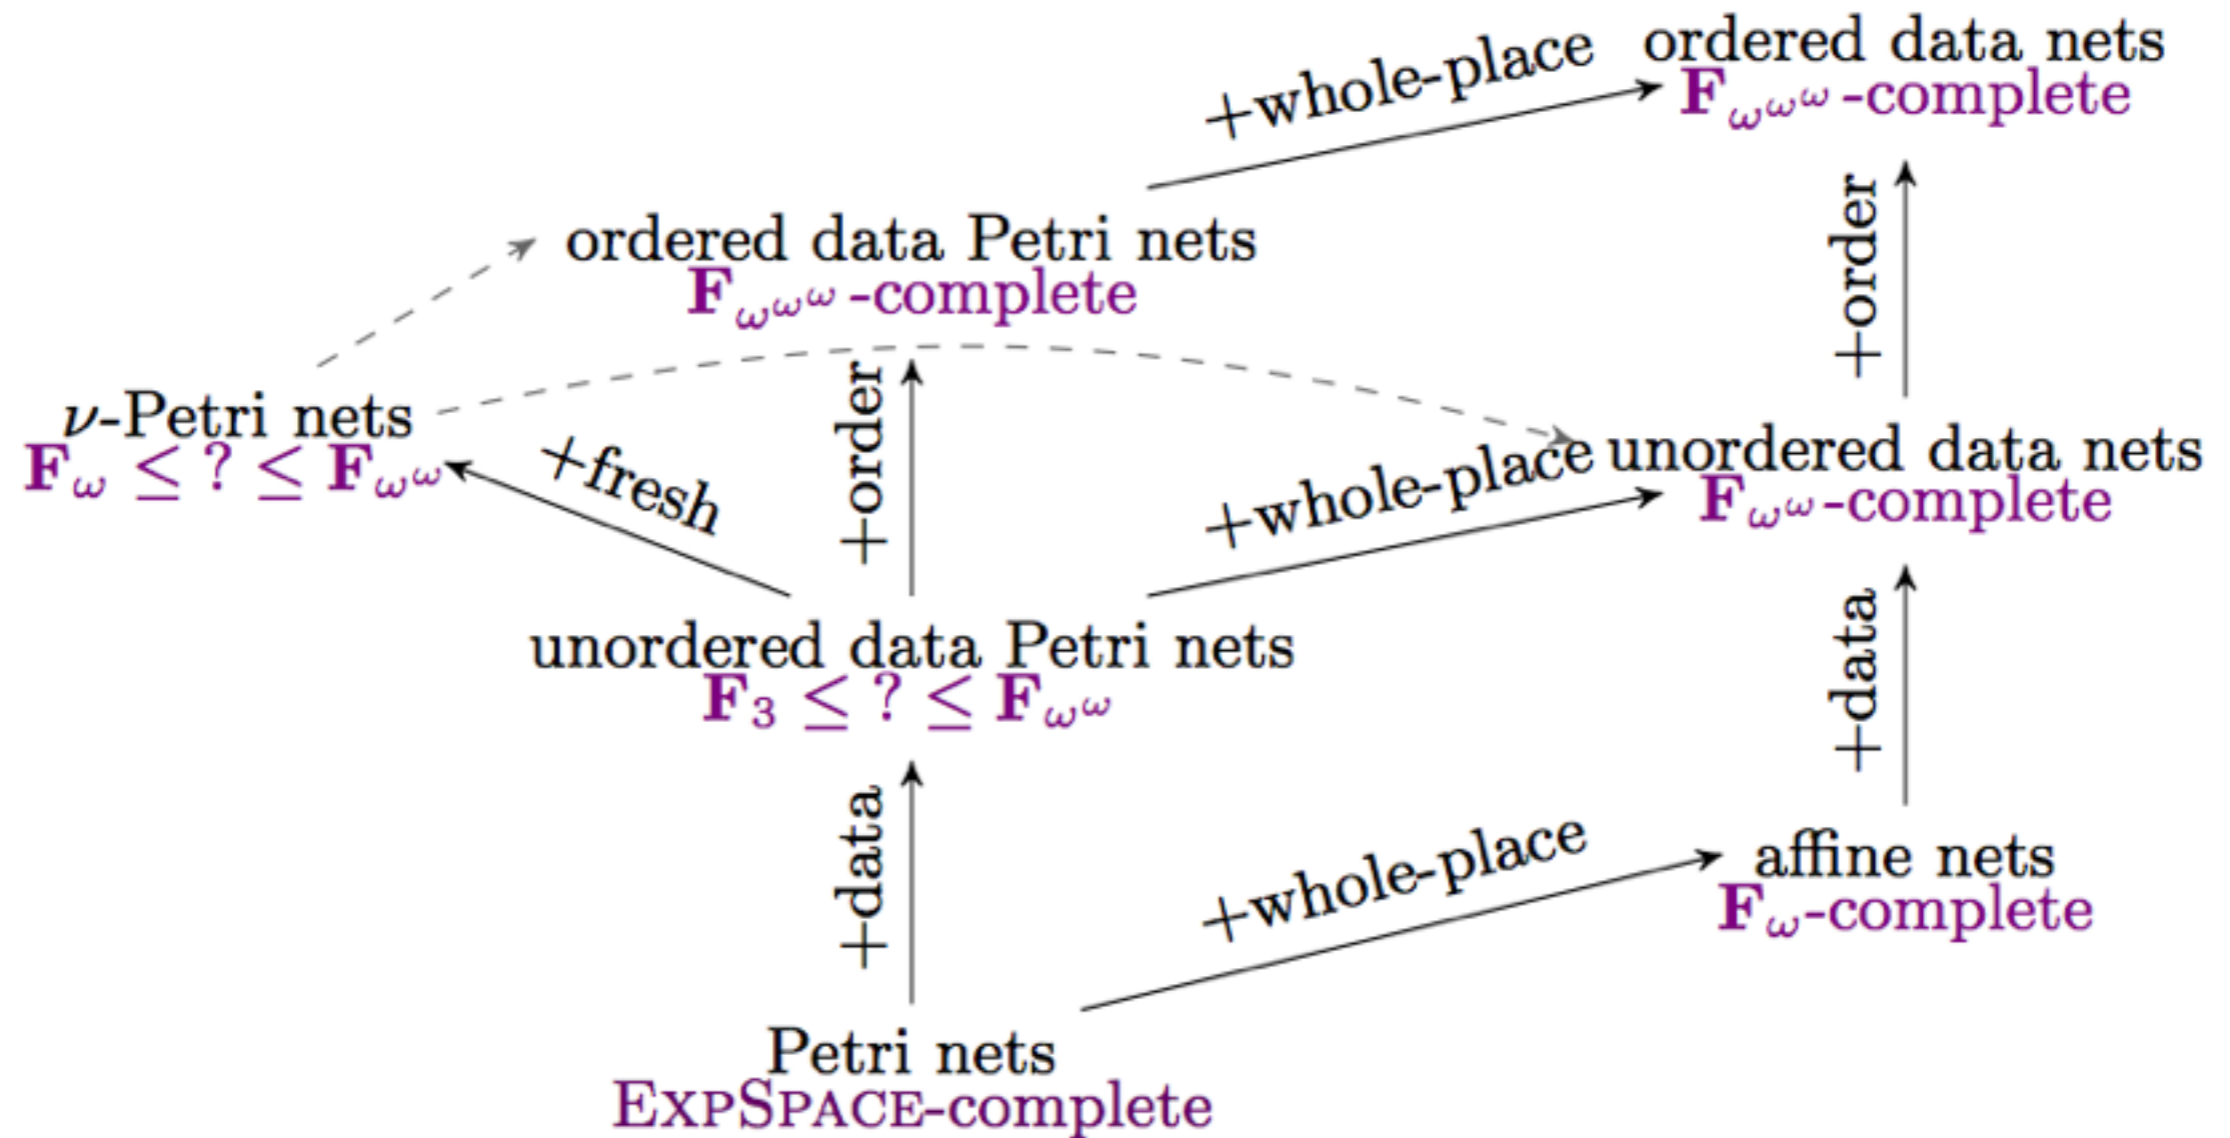 +whole-place
ordered data nets
𝐅_{ω^{ω^ω}}-complete
+order
ordered data Petri nets
𝐅_{ω^{ω^ω}}-complete
+order
ν-Petri nets
𝐅_ω ≤ ? ≤ 𝐅_{ω^ω}
+fresh
+whole-place
unordered data nets
𝐅_{ω^ω}-complete
unordered data Petri nets
𝐅_3 ≤ ? ≤ 𝐅_{ω^ω}
+data
+data
+whole-place
affine nets
𝐅_ω-complete
Petri nets
EXPSPACE-complete